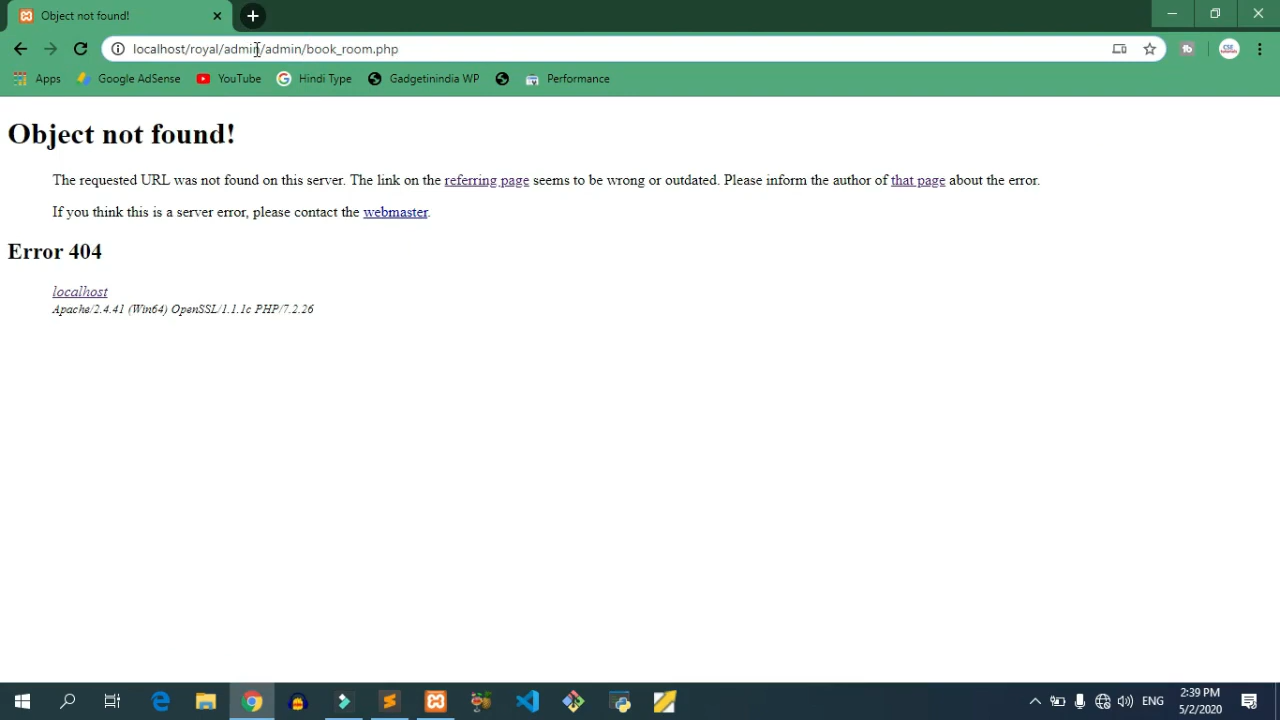 Object not found!
localhost/royal/admin/admin/book_room.php
Apps
Google AdSense
YouTube
Hindi Type
Gadgetinindia WP
Performance
Object not found!
The requested URL was not found on this server. The link on the referring page seems to be wrong or outdated. Please inform the author of that page about the error.
If you think this is a server error, please contact the webmaster.
Error 404
localhost
Apache/2.4.41 (Win64) OpenSSL/1.1.1c PHP/7.2.26
ENG
2:39 PM
5/2/2020